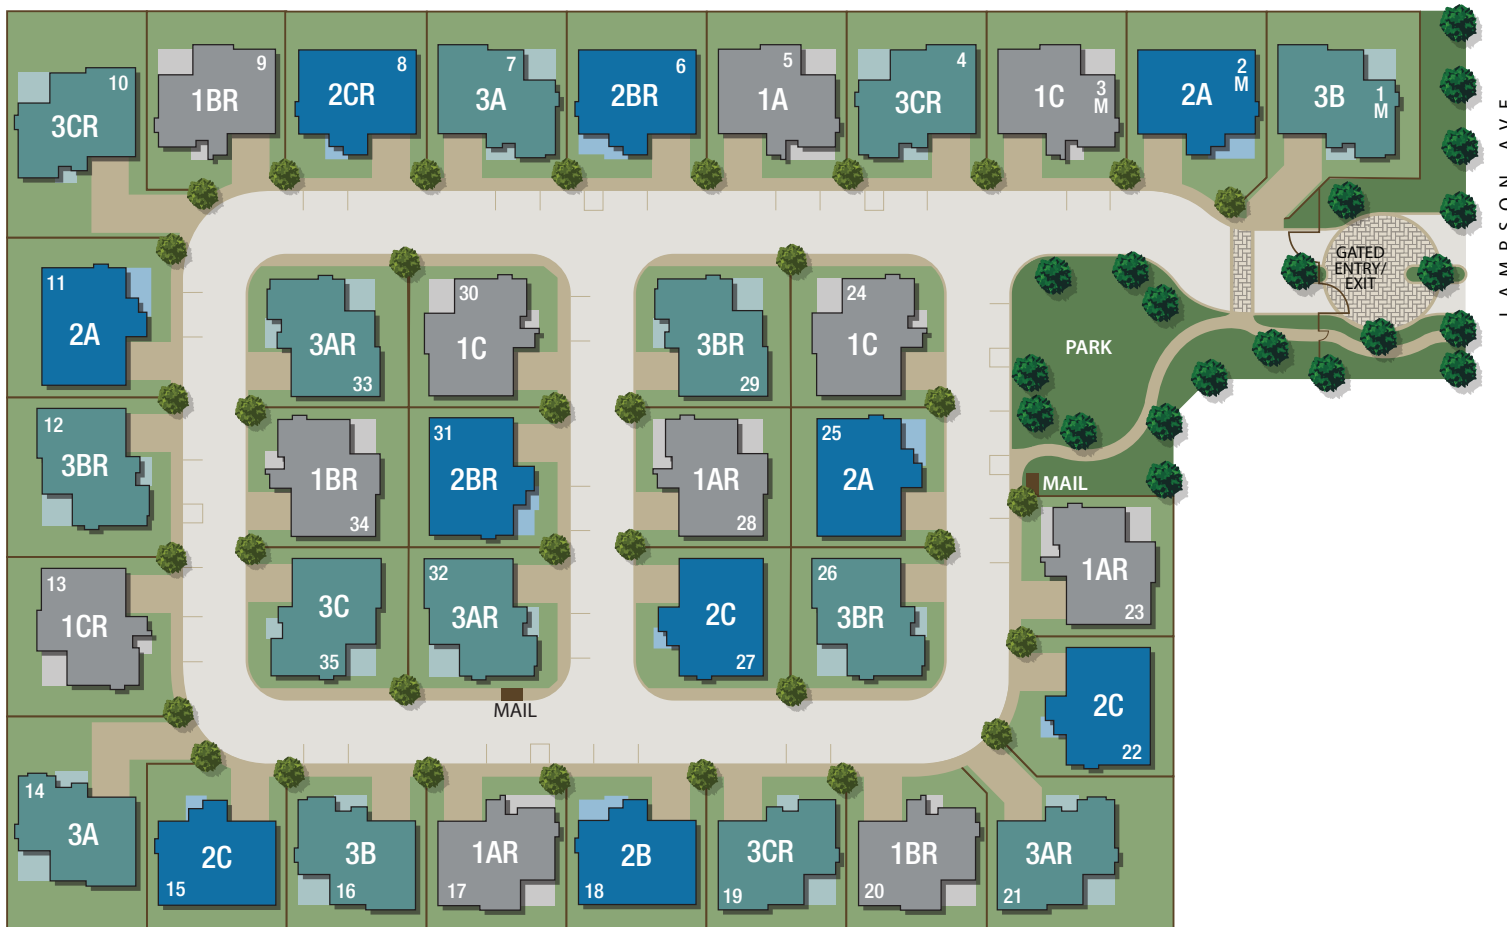 10
3CR
9
1BR
8
2CR
7
3A
6
2BR
5
1A
4
3CR
1C
3
M
2
M
2A
3B
1
M
LAMPSON AVE
GATED
ENTRY/
EXIT
11
2A
3AR
33
30
1C
3BR
29
24
1C
PARK
12
3BR
1BR
34
31
2BR
1AR
28
25
2A
MAIL
1AR
23
13
1CR
3C
35
32
3AR
2C
27
26
3BR
2C
22
MAIL
14
3A
2C
15
3B
16
1AR
17
2B
18
3CR
19
1BR
20
3AR
21